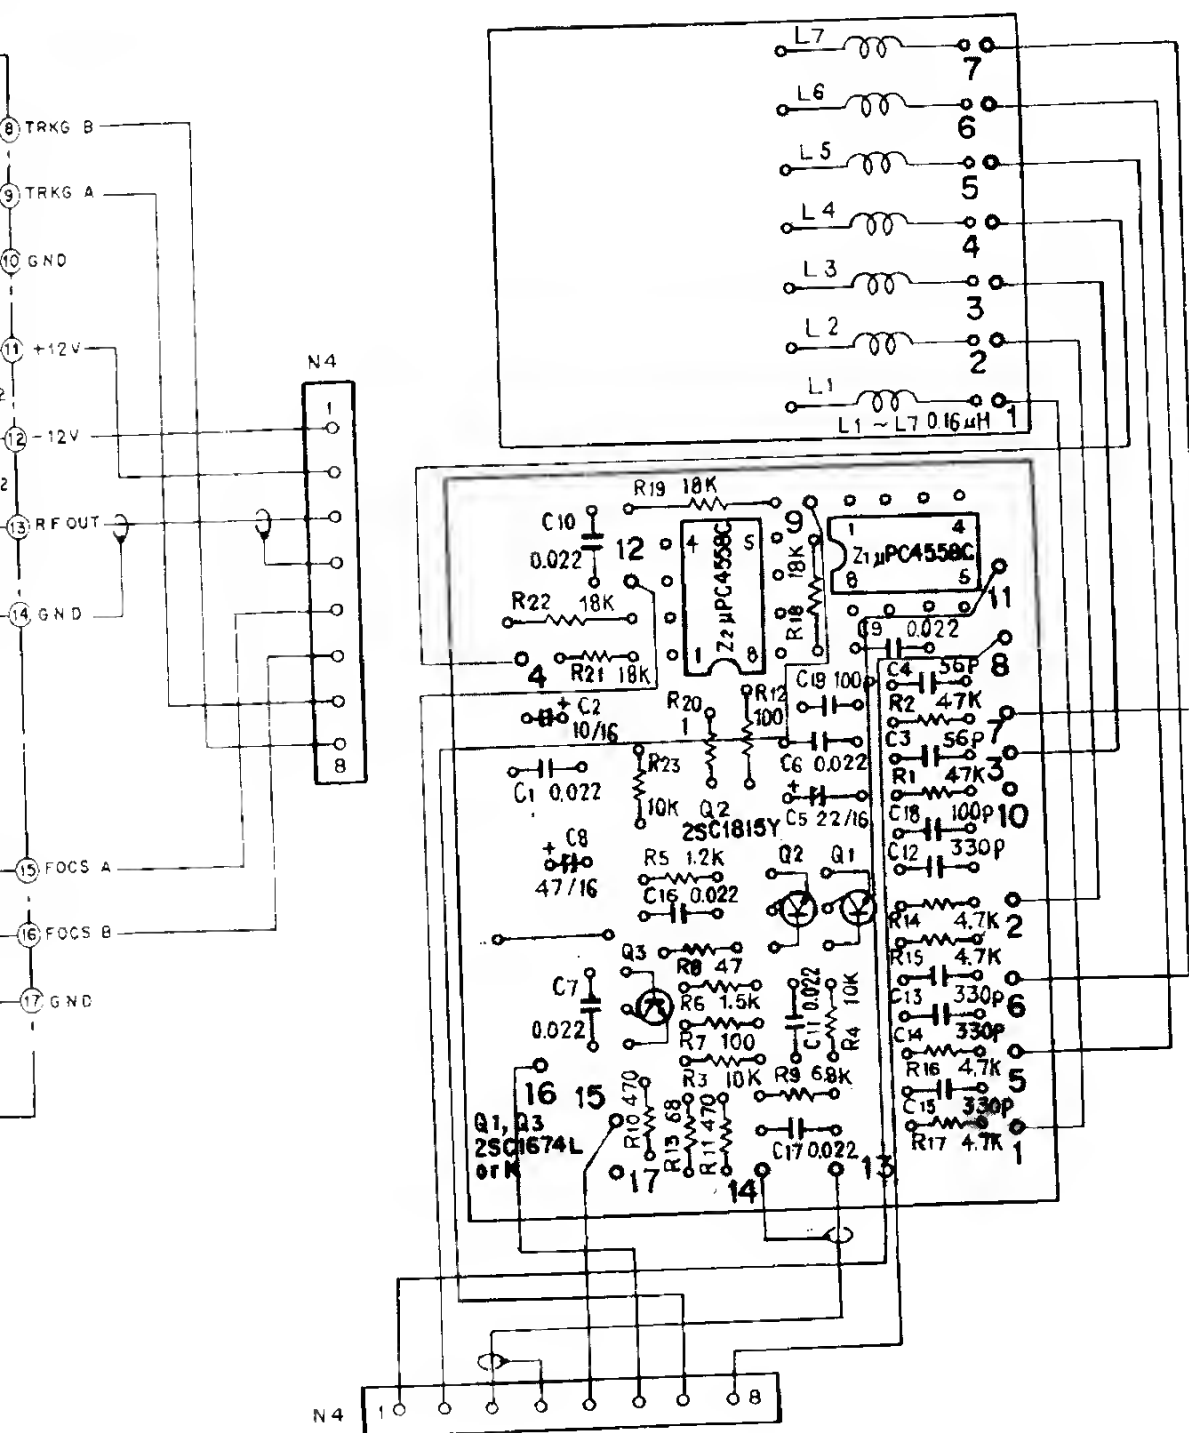 8 TRKG B
9 TRKG A
10 GND
11 +12V
2
12 -12V
2
13 RF OUT
14 GND
15 FOCS A
16 FOCS B
17 GND
N4
1
8
L7
7
L6
6
L5
5
L4
4
L3
3
L2
2
L1
1
L1 ~ L7 0.16μH
R19 18K
C10
0.022
12
4 5
Z2 μPC4558C
1 8
9
18K
R18
1 4
Z1 μPC4558C
8 5
11
R22 18K
4
R21 18K
C9 0.022
8
C2
+
10/16
R20
1
R12
100
C19 100
C4 56P
R2 47K
7
C3 56P
3
R1 47K
10
C18 100P
C12 330P
C1 0.022
R23
10K
C6 0.022
+
C5 22/16
Q2
2SC1815Y
C8
+
47/16
R5 1.2K
C16 0.022
Q2 Q1
R14 4.7K
2
R15 4.7K
Q3
R8 47
C7
0.022
R6 1.5K
R7 100
R3 10K
C11 0.022
R4 10K
C13 330P
6
C14 330P
R16 4.7K
5
C15 330P
R17 4.7K
1
R9 6.8K
16 15
R10 470
R13 68
R11 470
C17 0.022
Q1, Q3
2SC1674L
or K
17
14
13
N4 1 8